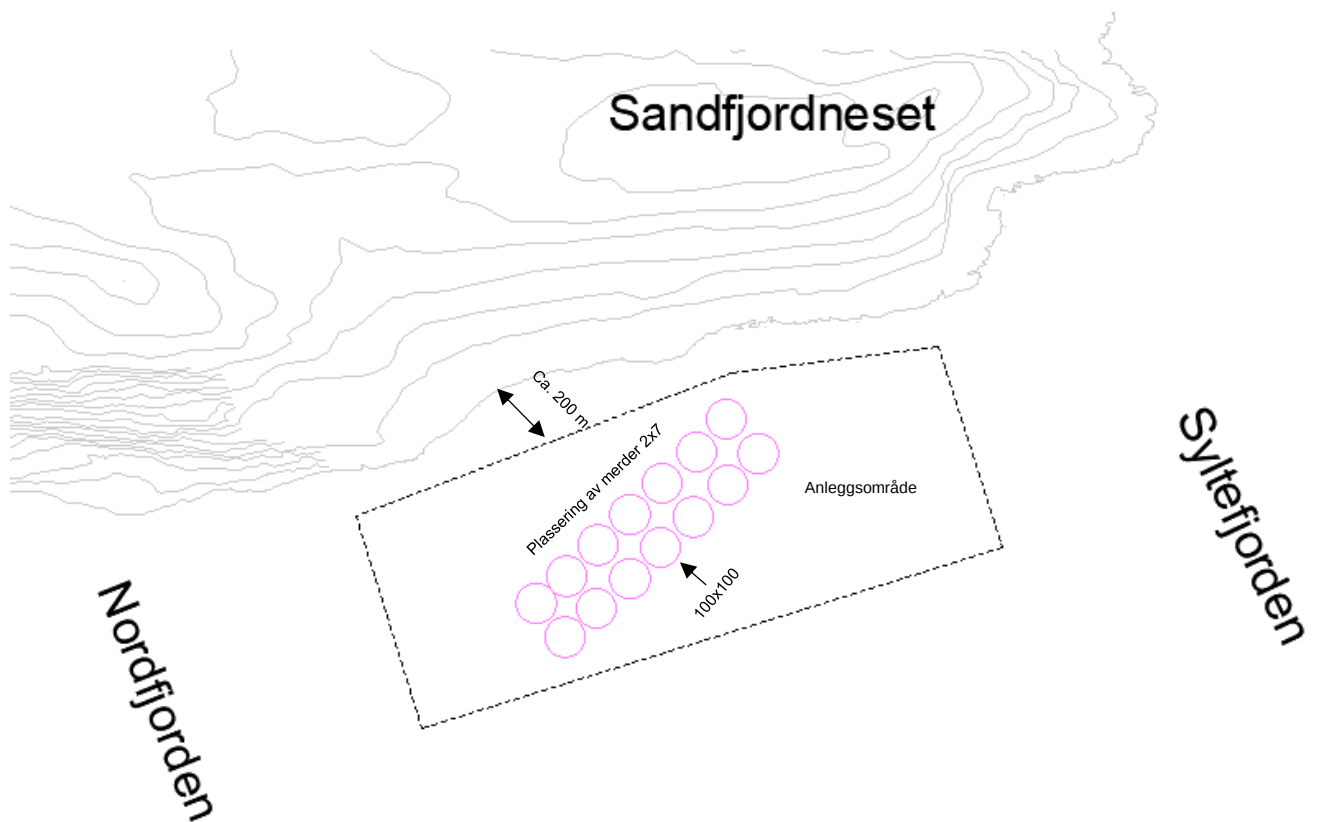 Sandfjordneset
Ca. 200 m
Plassering av merder 2x7
Anleggsområde
100x100
Syltefjorden
Nordfjorden